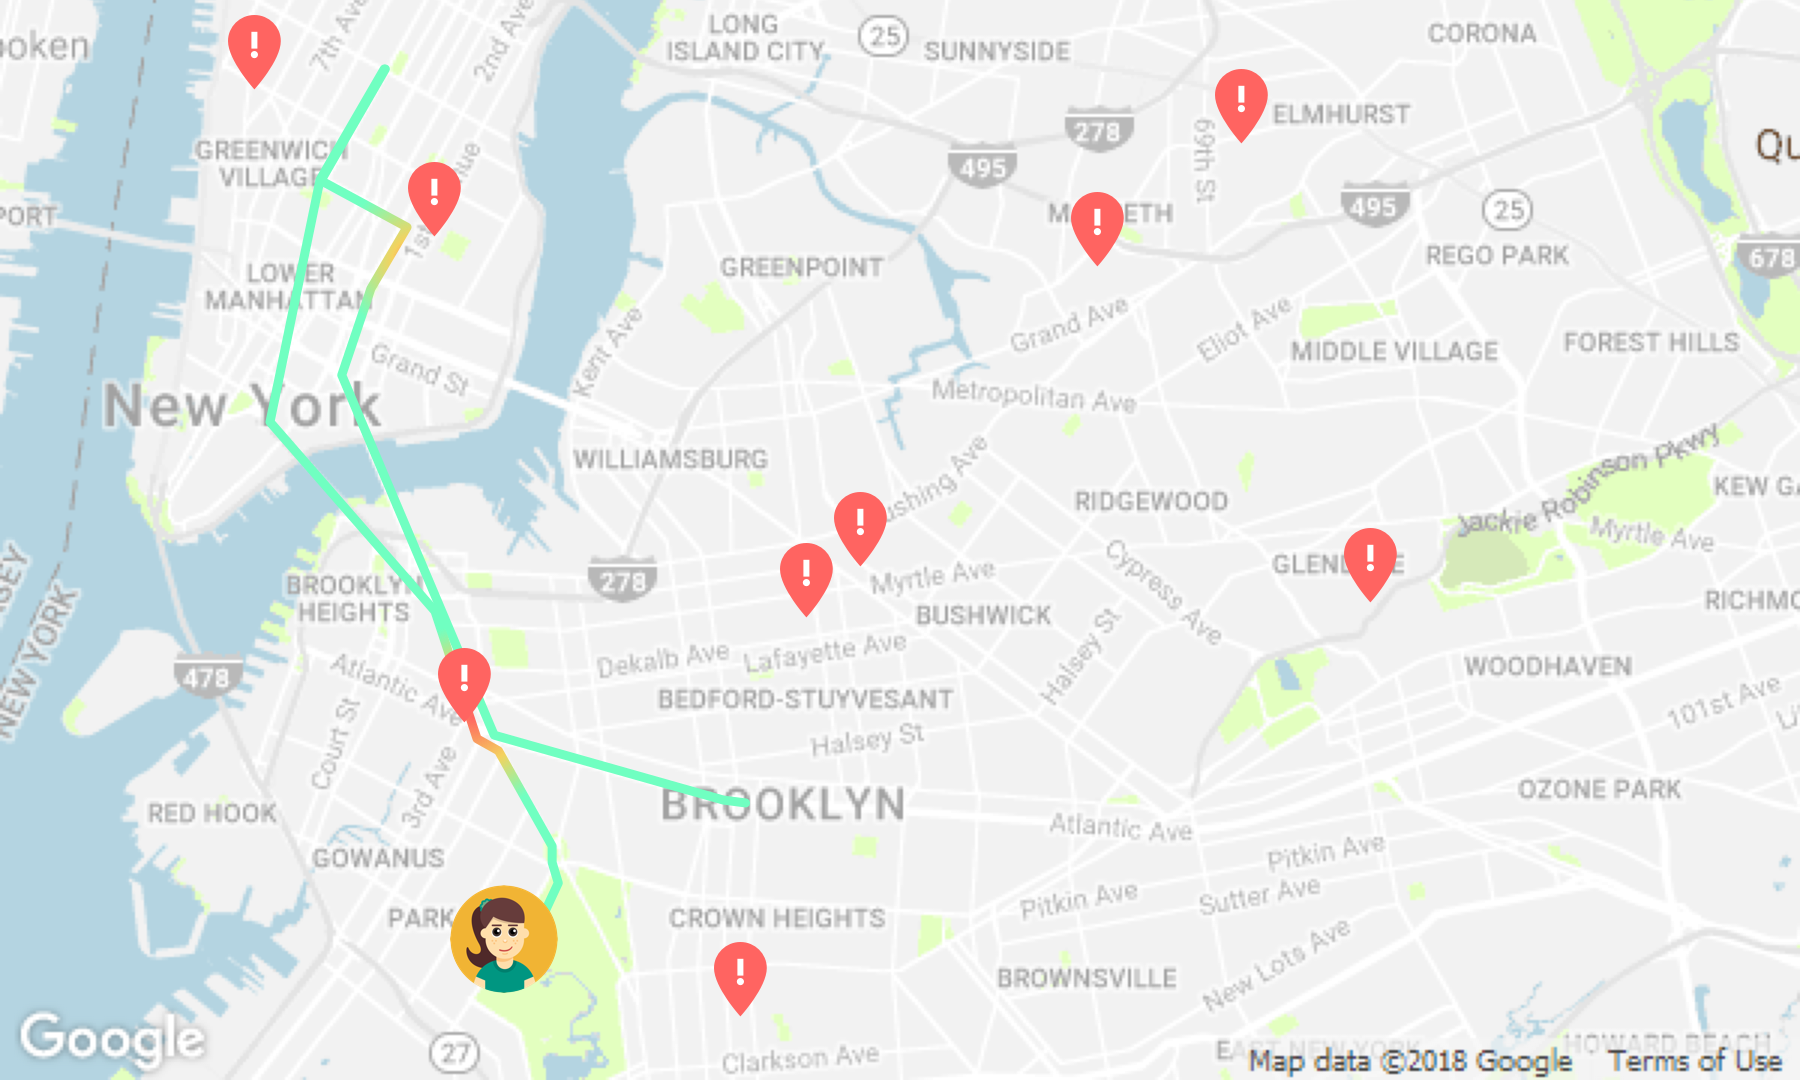 LONG
ISLAND CITY
25
SUNNYSIDE
CORONA
oken
7th Ave
2nd Ave
278
ELMHURST
GREENWICH
VILLAGE
495
69th St
495
25
PORT
1st
nue
REGO PARK
678
LOWER
MANHATTAN
GREENPOINT
Grand Ave
Eliot Ave
MIDDLE VILLAGE
FOREST HILLS
Kent Ave
Grand St
New York
Metropolitan Ave
WILLIAMSBURG
ushing Ave
RIDGEWOOD
Jackie Robinson Pkwy
KEW GA
Myrtle Ave
BROOKLYN
HEIGHTS
278
Myrtle Ave
BUSHWICK
Cypress Ave
RICHMO
NEW YORK
478
Atlantic Ave
Dekalb Ave
Lafayette Ave
Halsey St
WOODHAVEN
BEDFORD-STUYVESANT
101st Ave
Court St
Halsey St
3rd Ave
RED HOOK
BROOKLYN
OZONE PARK
Atlantic Ave
GOWANUS
Pitkin Ave
PARK
CROWN HEIGHTS
Pitkin Ave
Sutter Ave
BROWNSVILLE
New Lots Ave
Google
27
Clarkson Ave
EAST NEW YORK
HOWARD BEACH
Map data ©2018 Google
Terms of Use